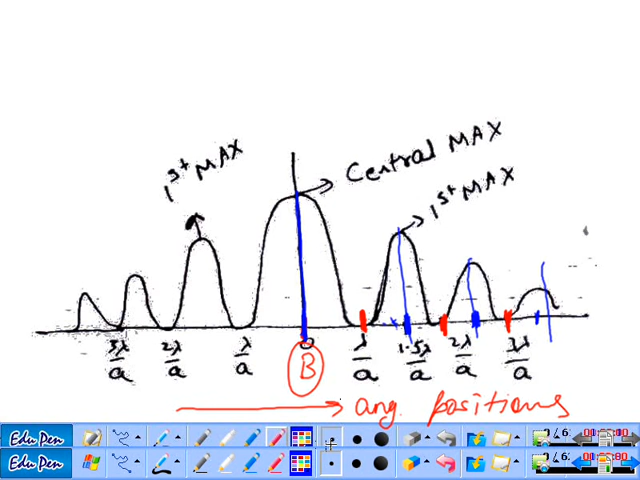 1st MAX
Central MAX
1st MAX
3λ/a 2λ/a λ/a 0 λ/a 1.5λ/a 2λ/a 3λ/a
B
ang. positions
Edu Pen
Edu Pen